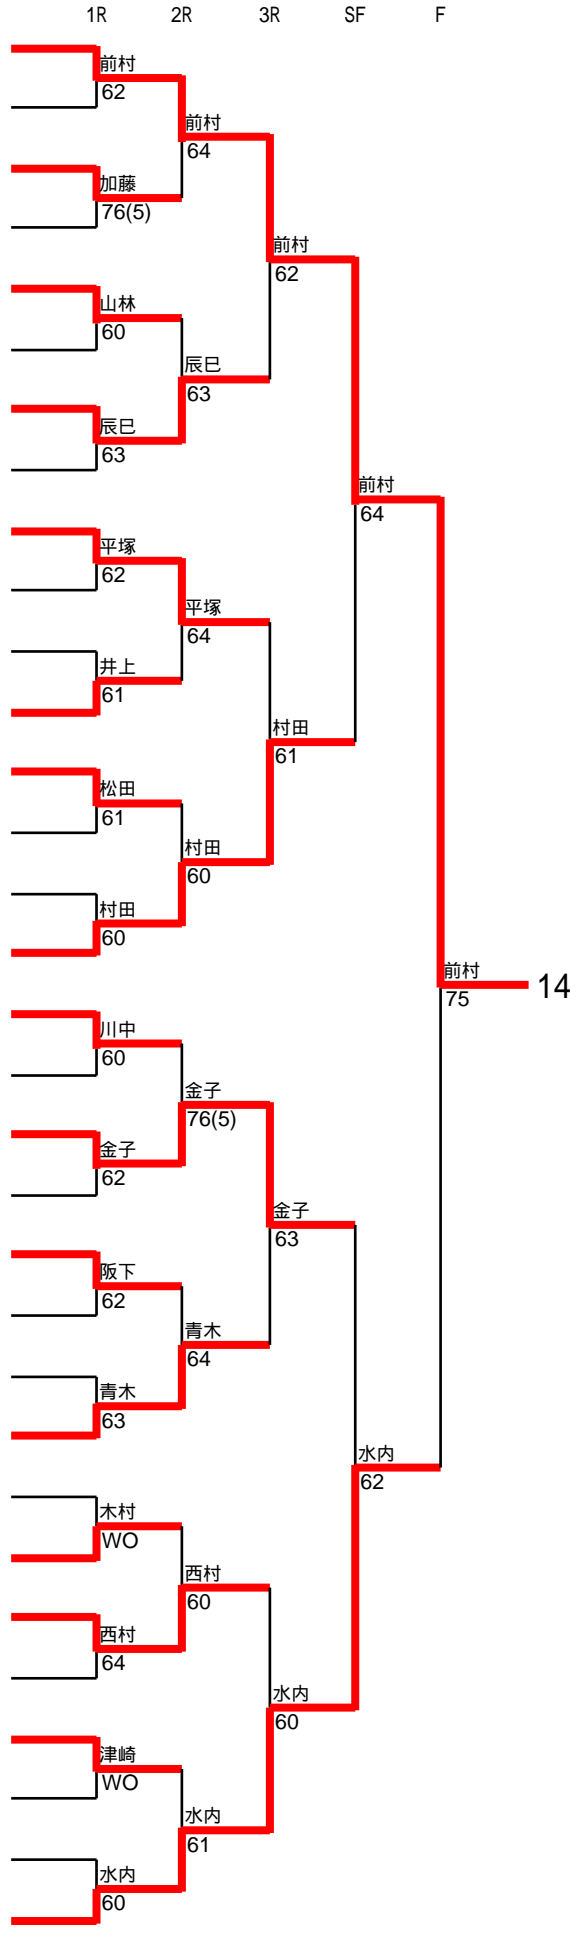 1R 2R 3R SF F
前村
62
前村
64
加藤
76(5)
前村
62
山林
60
辰巳
63
辰巳
63
前村
64
平塚
62
平塚
64
井上
61
村田
61
松田
61
村田
60
村田
60
前村
75
14
川中
60
金子
76(5)
金子
62
金子
63
阪下
62
青木
64
青木
63
水内
62
木村
WO
西村
60
西村
64
水内
60
津崎
WO
水内
61
水内
60